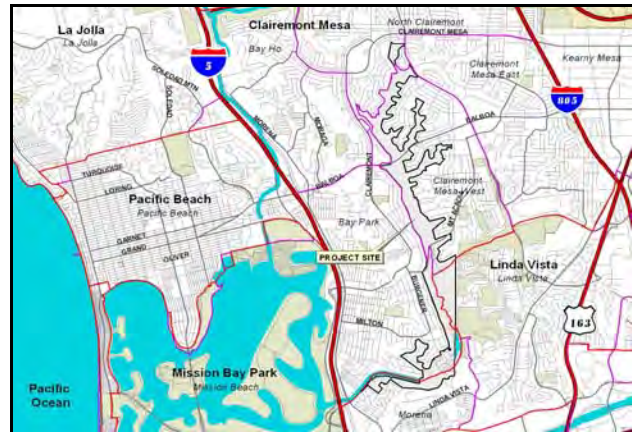 La Jolla
La Jolla
Clairemont Mesa
Bay Ho
North Clairemont
CLAIREMONT MESA
Clairemont
Mesa East
Kearny Mesa
5
805
SOLEDAD MTN
SOLEDAD
MORENA
MORAGA
CLAIREMONT
BALBOA
BALBOA
TURQUOISE
LORING
Pacific Beach
Pacific Beach
Clairemont
Mesa West
Bay Park
GARNET
GRAND
OLIVER
PROJECT SITE
Linda Vista
Linda Vista
BURGENER
163
MILTON
Mission Bay Park
Mission Beach
Pacific
Ocean
LINDA VISTA
Morena